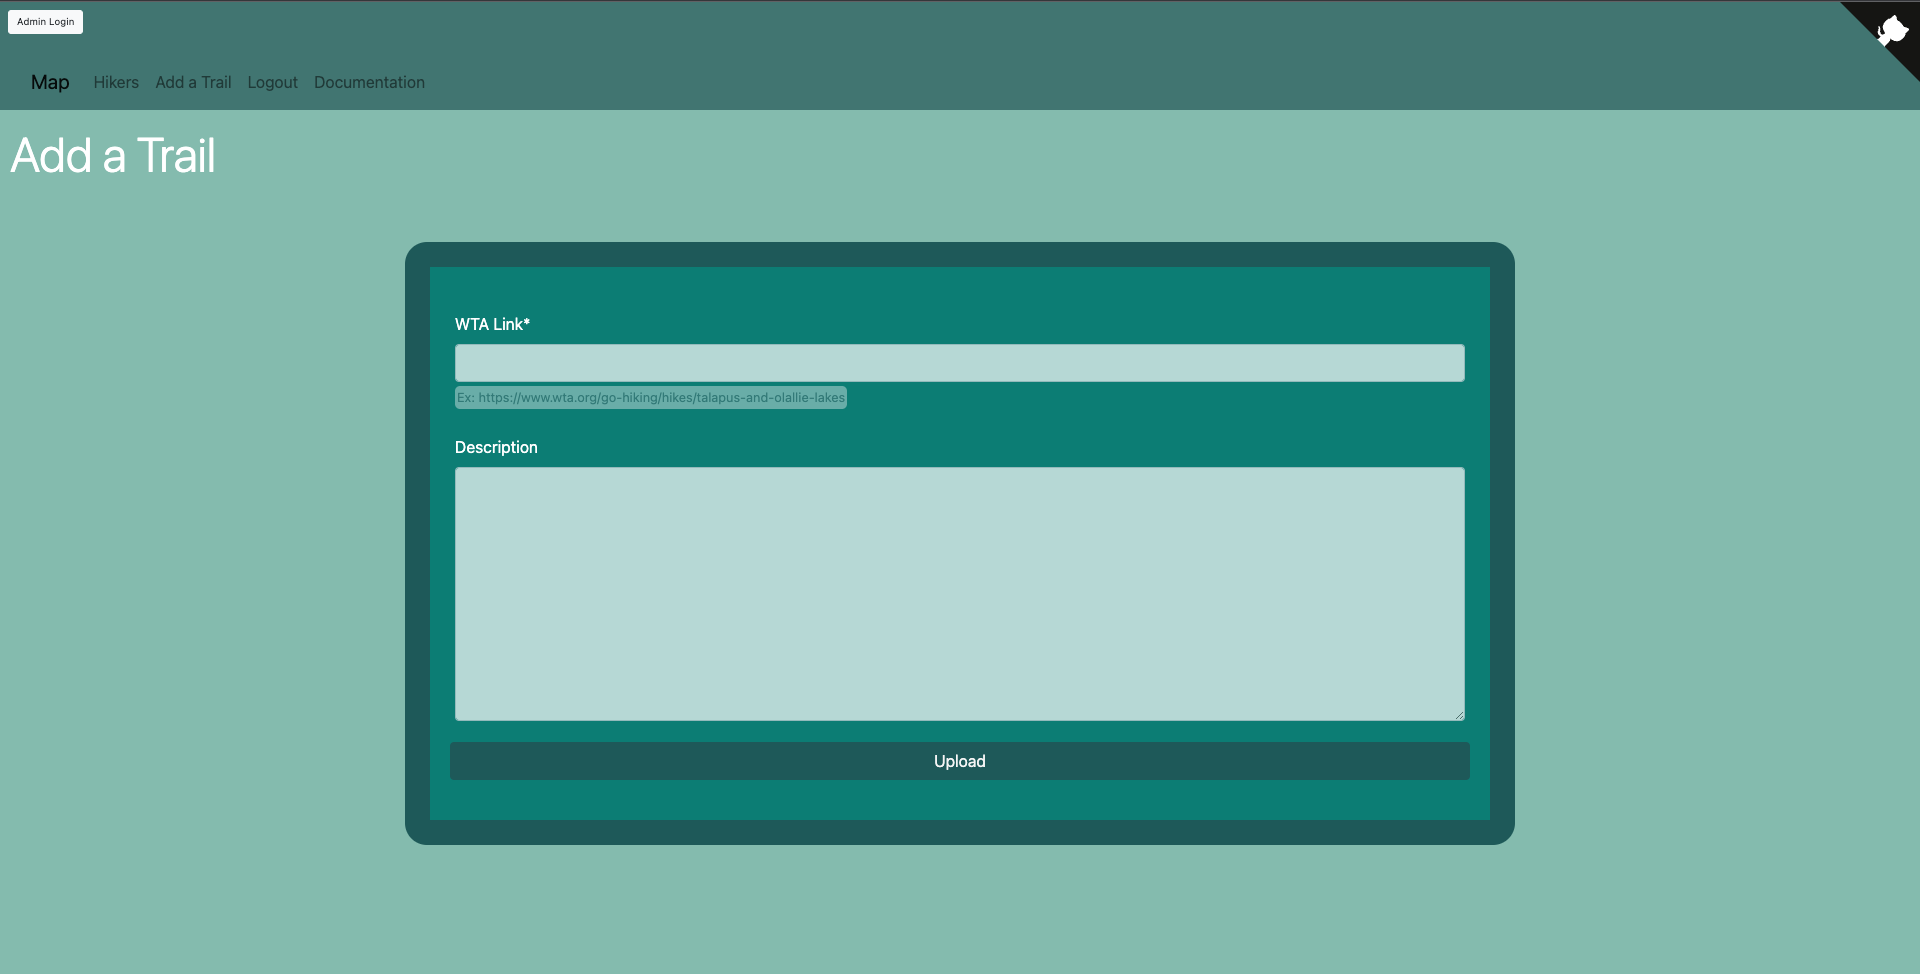 Admin Login
Map Hikers Add a Trail Logout Documentation
Add a Trail
WTA Link*
Ex: https://www.wta.org/go-hiking/hikes/talapus-and-olallie-lakes
Description
Upload